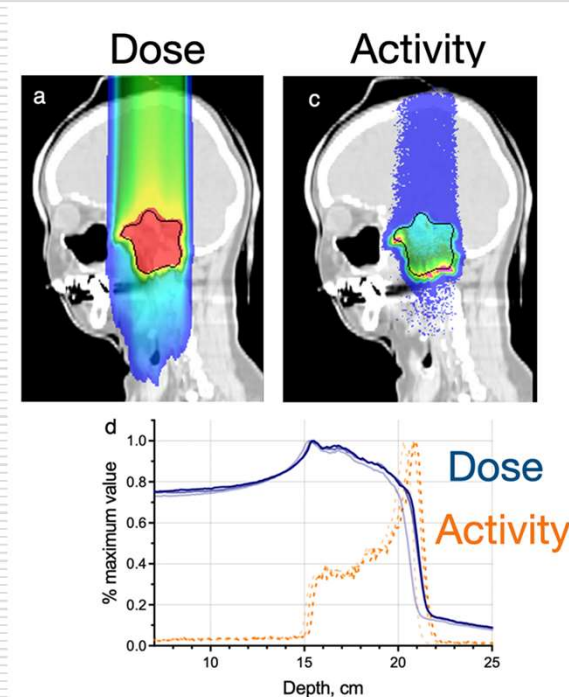 Dose Activity
a c
d
1.0
0.8
0.6
0.4
0.2
0.0
% maximum value
Dose
Activity
10 15 20 25
Depth, cm